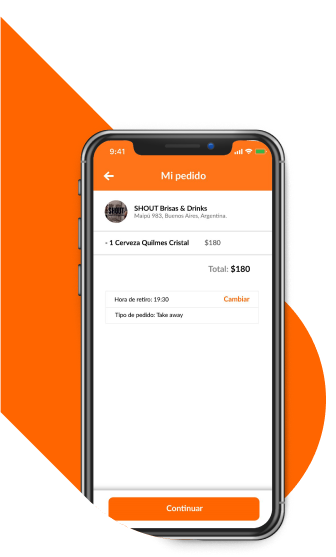 9:41
Mi pedido
SHOUT
SHOUT Brisas & Drinks
Maipú 983, Buenos Aires, Argentina.
- 1 Cerveza Quilmes Cristal $180
Total: $180
Hora de retiro: 19:30 Cambiar
Tipo de pedido: Take away
Continuar